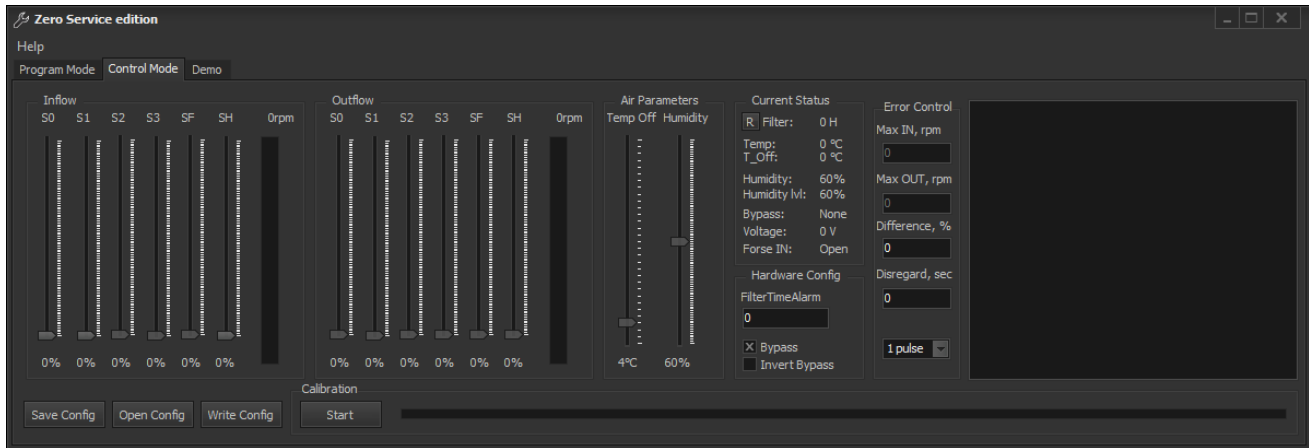 Zero Service edition
Help
Program Mode Control Mode Demo
Inflow
S0 S1 S2 S3 SF SH 0rpm
0% 0% 0% 0% 0% 0%
Outflow
S0 S1 S2 S3 SF SH 0rpm
0% 0% 0% 0% 0% 0%
Air Parameters
Temp Off Humidity
4ºC 60%
Current Status
R Filter: 0 H
Temp: 0 ºC
T_Off: 0 ºC
Humidity: 60%
Humidity lvl: 60%
Bypass: None
Voltage: 0 V
Forse IN: Open
Hardware Config
FilterTimeAlarm
0
Bypass
Invert Bypass
Error Control
Max IN, rpm
0
Max OUT, rpm
0
Difference, %
0
Disregard, sec
0
1 pulse
Save Config Open Config Write Config
Calibration
Start